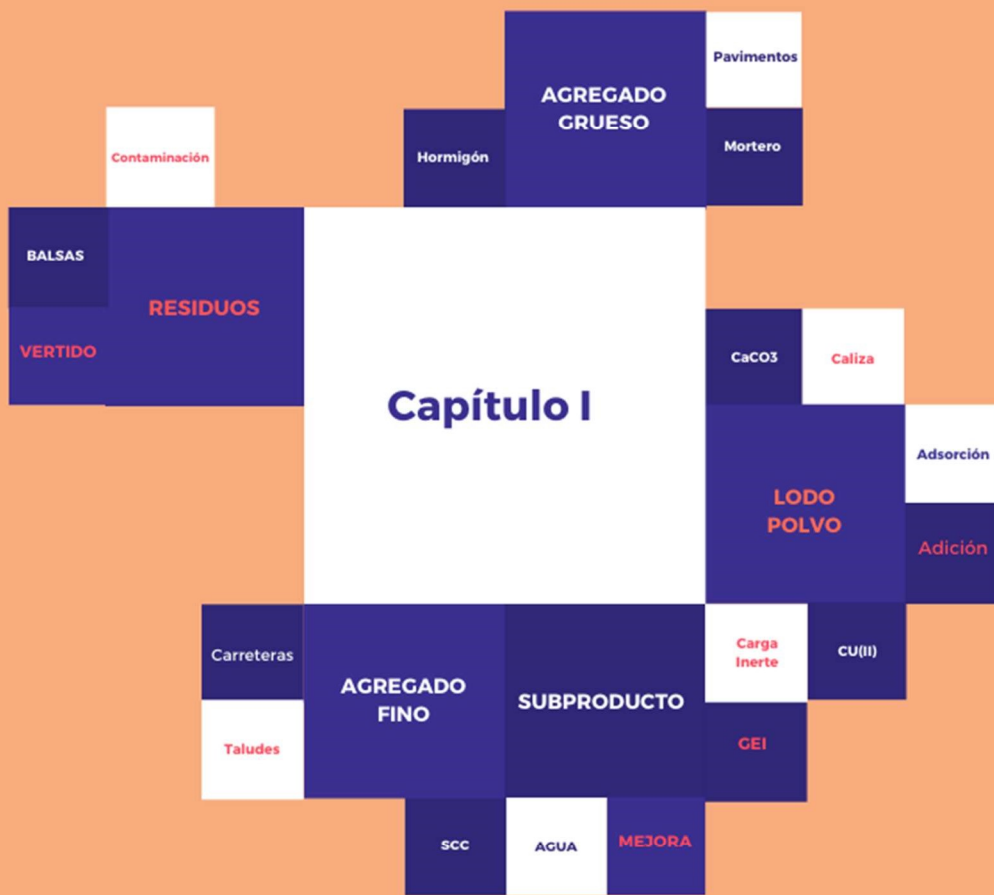 Pavimentos
AGREGADO
GRUESO
Hormigón
Mortero
Contaminación
BALSAS
RESIDUOS
VERTIDO
Capítulo I
CaCO3
Caliza
Adsorción
LODO
POLVO
Adición
Carreteras
AGREGADO
FINO
SUBPRODUCTO
Carga
Inerte
CU(II)
Taludes
GEI
SCC
AGUA
MEJORA